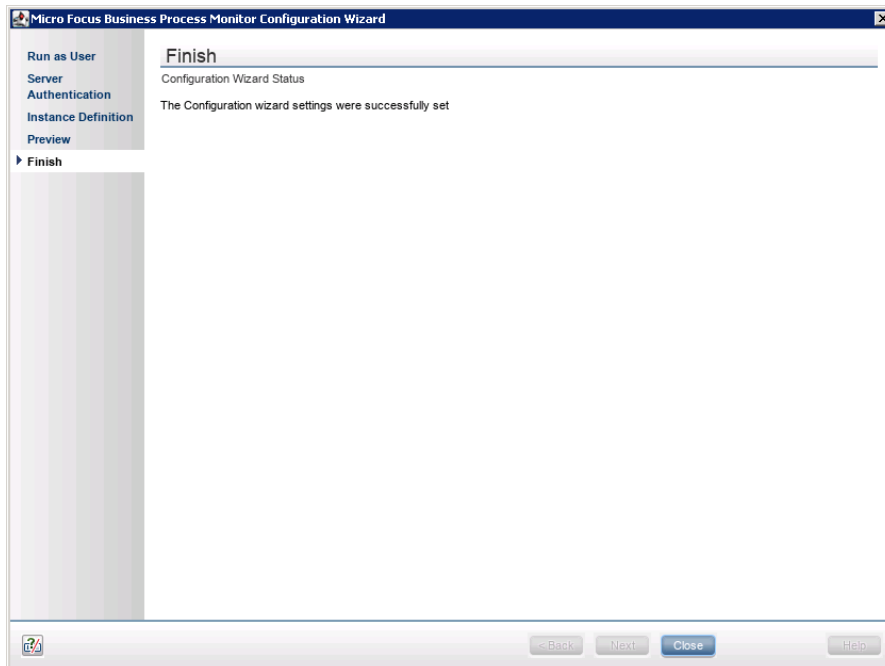 Micro Focus Business Process Monitor Configuration Wizard
Run as User
Server
Authentication
Instance Definition
Preview
Finish
Finish
Configuration Wizard Status
The Configuration wizard settings were successfully set
< Back
Next
Close
Help